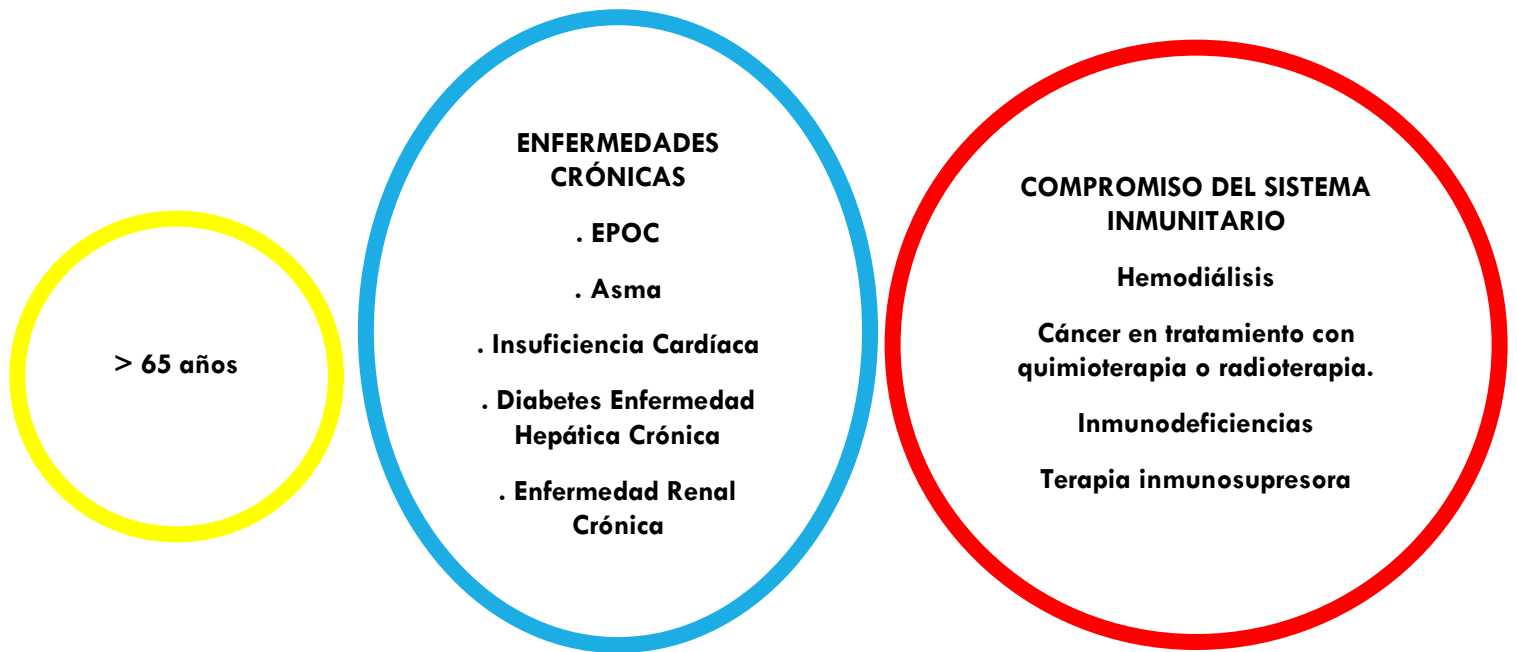 > 65 años
ENFERMEDADES
CRÓNICAS
. EPOC
. Asma
. Insuficiencia Cardíaca
. Diabetes Enfermedad
Hepática Crónica
. Enfermedad Renal
Crónica
COMPROMISO DEL SISTEMA
INMUNITARIO
Hemodiálisis
Cáncer en tratamiento con
quimioterapia o radioterapia.
Inmunodeficiencias
Terapia inmunosupresora